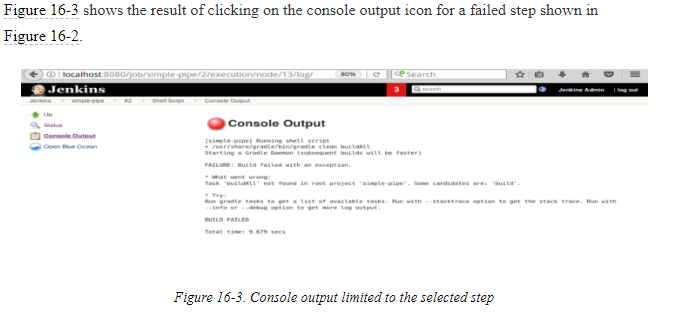 Figure 16-3 shows the result of clicking on the console output icon for a failed step shown in
Figure 16-2.
localhost:8080/job/simple-pipe/2/execution/node/13/log/
80%
Search
Jenkins
3
search
Jenkins Admin
| log out
Jenkins
simple-pipe
#2
Shell Script
Console Output
Up
Status
Console Output
Open Blue Ocean
Console Output
[simple-pipe] Running shell script
+ /usr/share/gradle/bin/gradle clean buildAll
Starting a Gradle Daemon (subsequent builds will be faster)
FAILURE: Build failed with an exception.
* What went wrong:
Task 'buildAll' not found in root project 'simple-pipe'. Some candidates are: 'build'.
* Try:
Run gradle tasks to get a list of available tasks. Run with --stacktrace option to get the stack trace. Run with
--info or --debug option to get more log output.
BUILD FAILED
Total time: 9.679 secs
Figure 16-3. Console output limited to the selected step